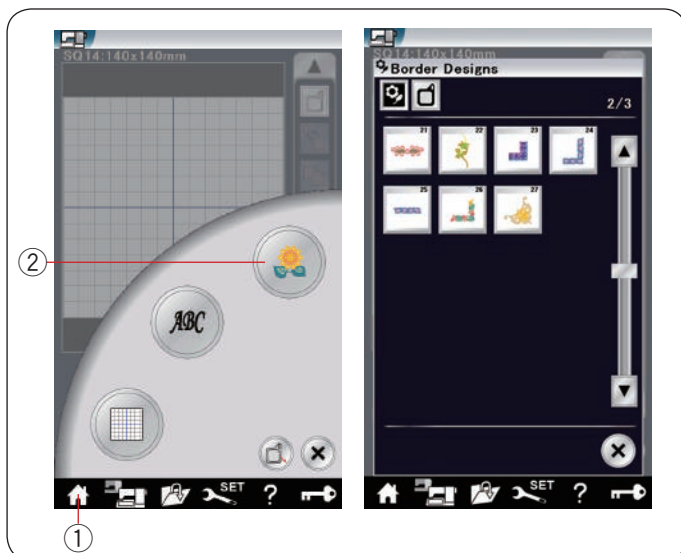 SQ14:140x140mm
②
ABC
SET
?
①
SQ14:140x140mm
Border Designs
2/3
21
22
23
24
25
26
27
SET
?